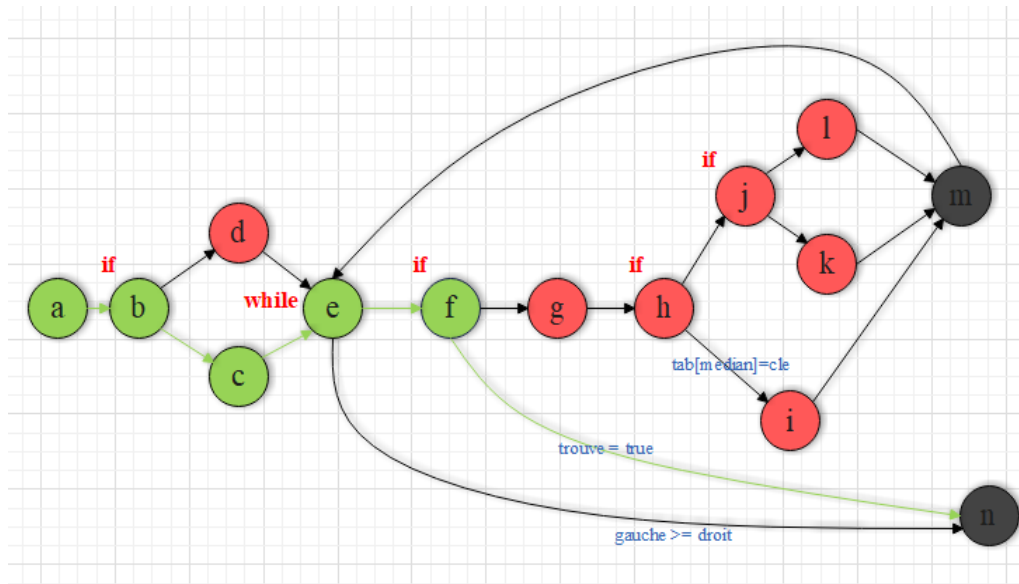 l
if
j
m
d
k
if
if
if
a
b
while
e
f
g
h
tab[median]=cle
c
i
trouve = true
n
gauche >= droit